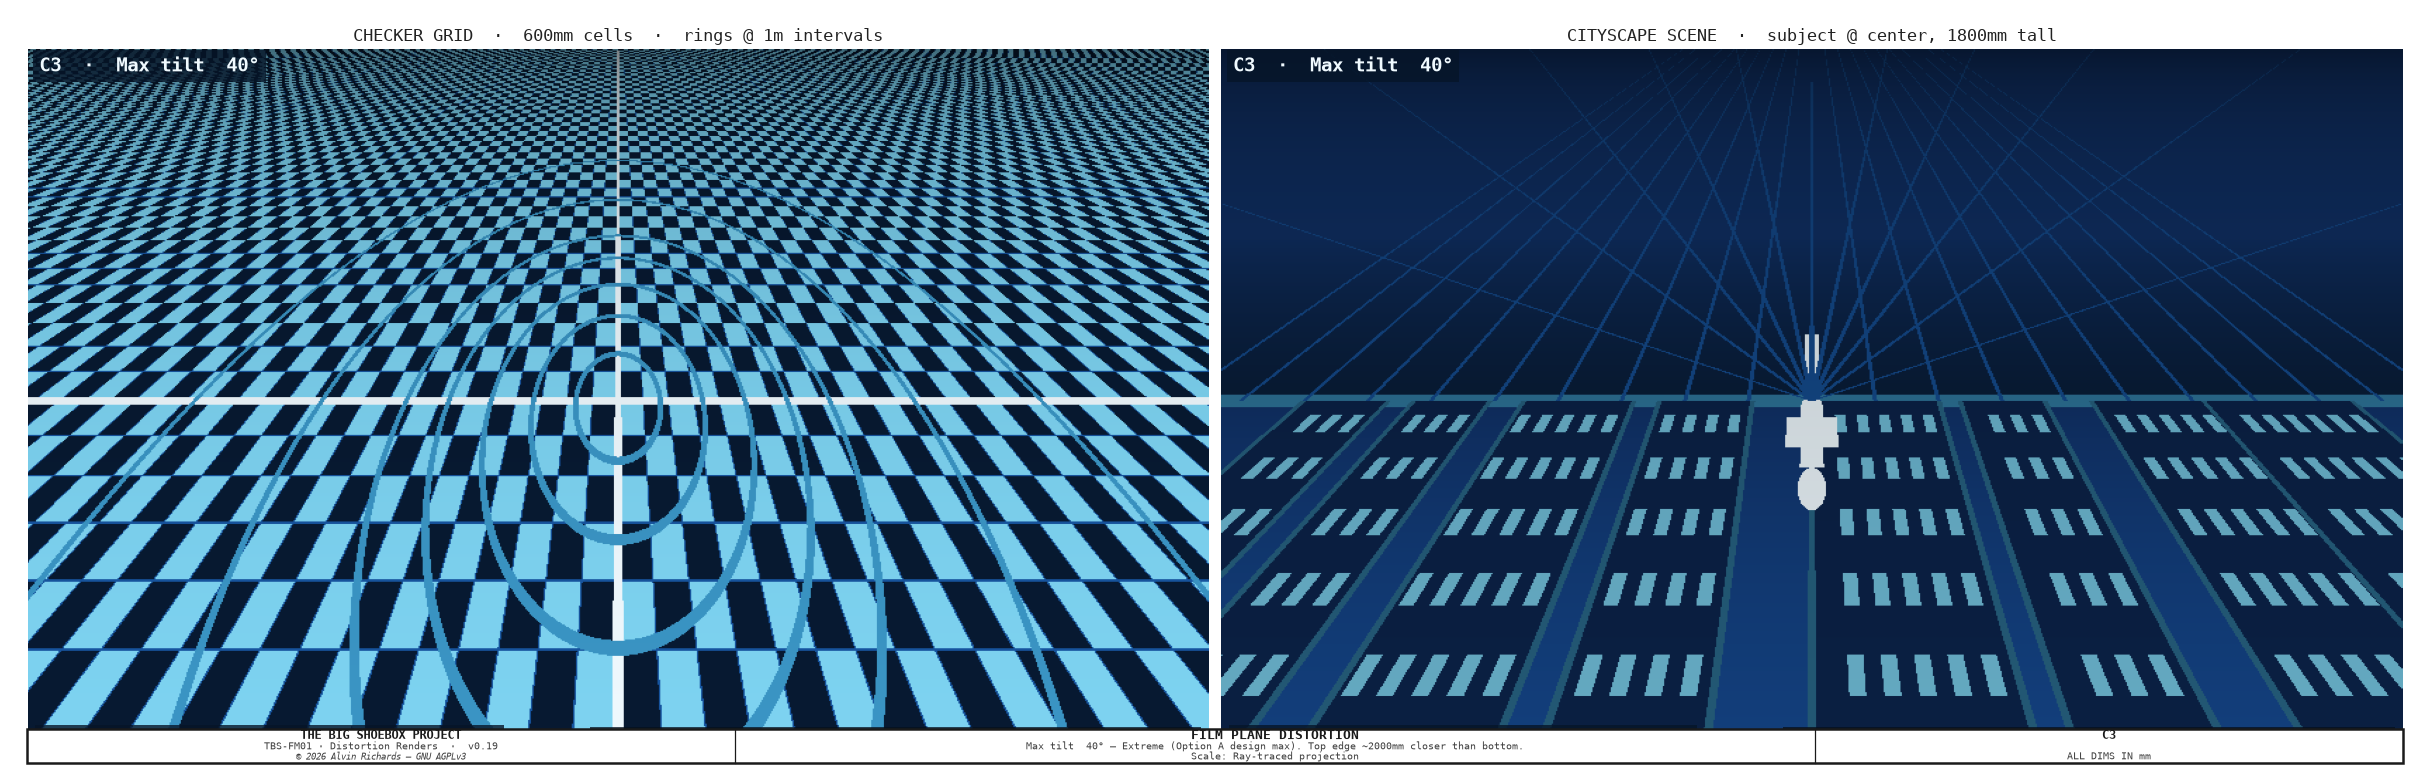 CHECKER GRID · 600mm cells · rings @ 1m intervals
CITYSCAPE SCENE · subject @ center, 1800mm tall
C3 · Max tilt 40°
C3 · Max tilt 40°
THE BIG SHOEBOX PROJECT
TBS-FM01 · Distortion Renders · v0.19
© 2026 Alvin Richards — GNU AGPLv3
FILM PLANE DISTORTION
Max tilt 40° — Extreme (Option A design max). Top edge ~2000mm closer than bottom.
Scale: Ray-traced projection
C3
ALL DIMS IN mm